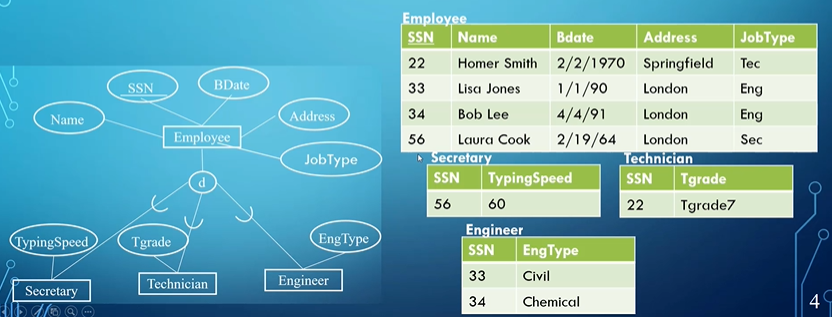 SSN
BDate
Name
Address
Employee
JobType
d
TypingSpeed
Tgrade
EngType
Secretary
Technician
Engineer
Employee
SSN Name Bdate Address JobType
22 Homer Smith 2/2/1970 Springfield Tec
33 Lisa Jones 1/1/90 London Eng
34 Bob Lee 4/4/91 London Eng
56 Laura Cook 2/19/64 London Sec
Secretary
SSN TypingSpeed
56 60
Technician
SSN Tgrade
22 Tgrade7
Engineer
SSN EngType
33 Civil
34 Chemical
4